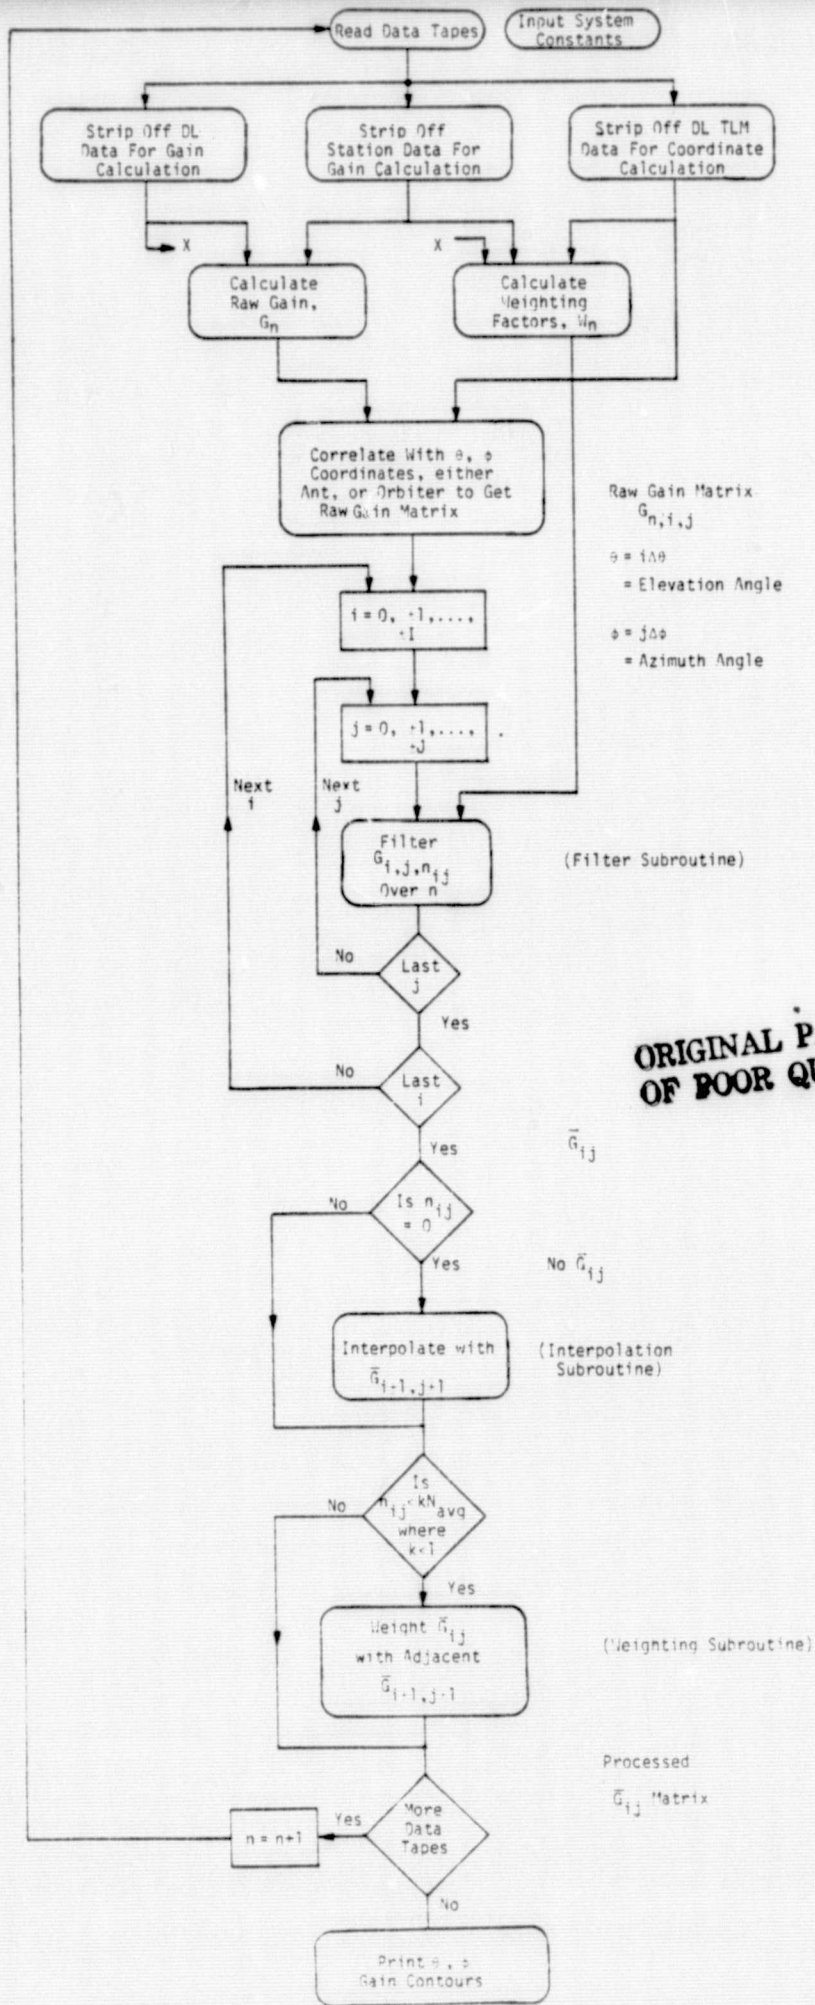 Read Data Tapes
Input System
Constants
Strip Off DL
Data For Gain
Calculation
Strip Off
Station Data For
Gain Calculation
Strip Off DL TLM
Data For Coordinate
Calculation
X
X
Calculate
Raw Gain,
Gn
Calculate
Weighting
Factors, Wn
Correlate With θ, φ
Coordinates, either
Ant, or Orbiter to Get
Raw Gain Matrix
Raw Gain Matrix
Gn,i,j
θ = iΔθ
= Elevation Angle
φ = jΔφ
= Azimuth Angle
i = 0, +1,...,
+I
j = 0, +1,...,
+J
Next
i
Next
j
Filter
Gi,j,nij
Over n
(Filter Subroutine)
No
Last
j
Yes
ORIGINAL P
OF POOR QU
No
Last
i
Yes
G̅ij
No
Is nij
= 0
Yes
No G̅ij
Interpolate with
G̅i+1,j+1
(Interpolation
Subroutine)
No
Is
nij<kNavg
where
k<1
Yes
Weight G̅ij
with Adjacent
G̅i+1,j+1
(Weighting Subroutine)
Processed
G̅ij Matrix
n = n+1
Yes
More
Data
Tapes
No
Print θ, φ
Gain Contours